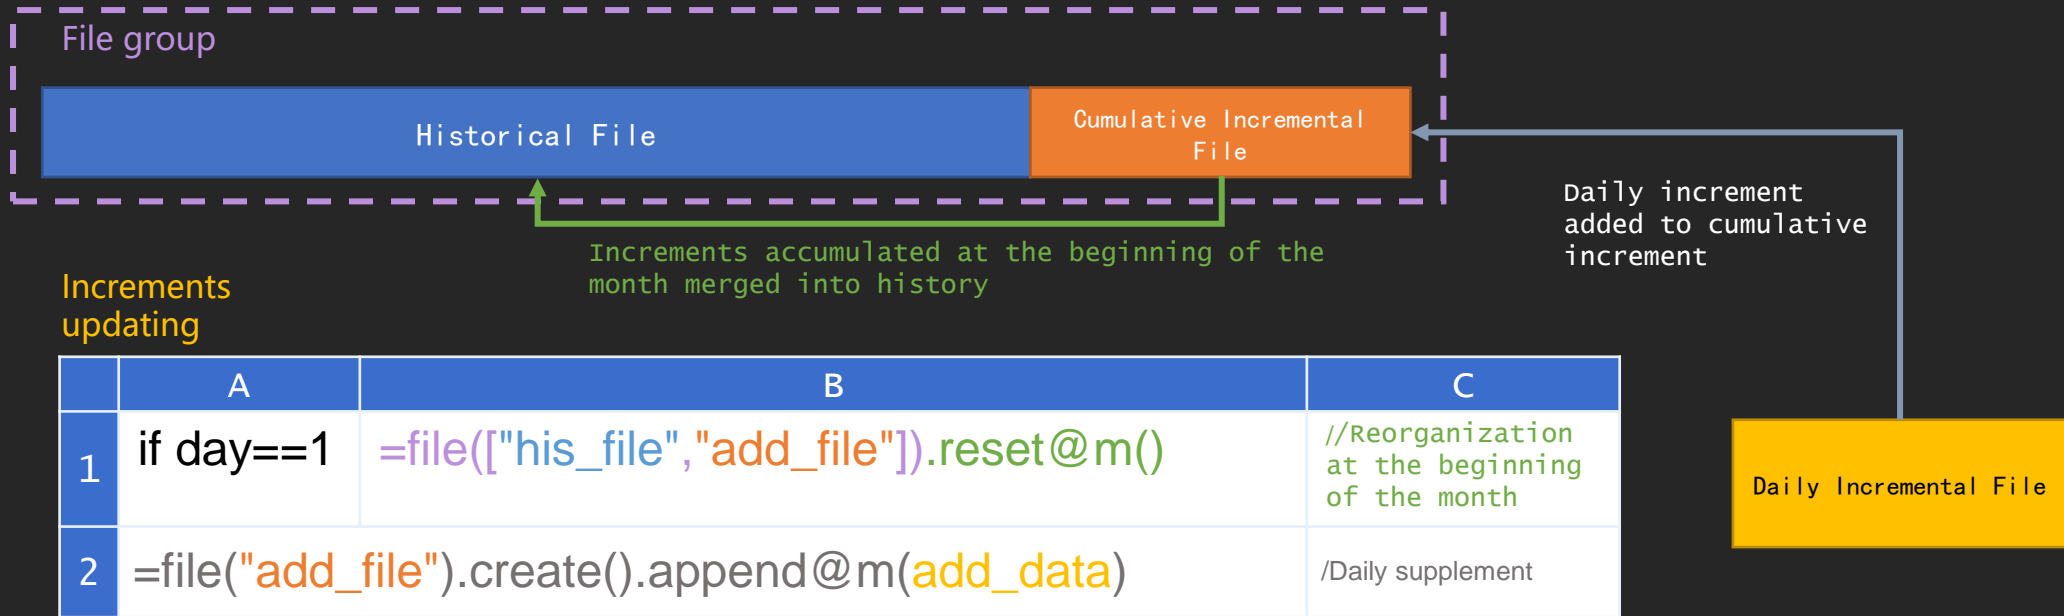 File group
Historical File
Cumulative Incremental
File
Daily increment
added to cumulative
increment
Increments accumulated at the beginning of the
month merged into history
Increments
updating
A B C
1 if day==1 =file(["his_file","add_file"]).reset@m() //Reorganization
at the beginning
of the month
Daily Incremental File
2 =file("add_file").create().append@m(add_data) /Daily supplement